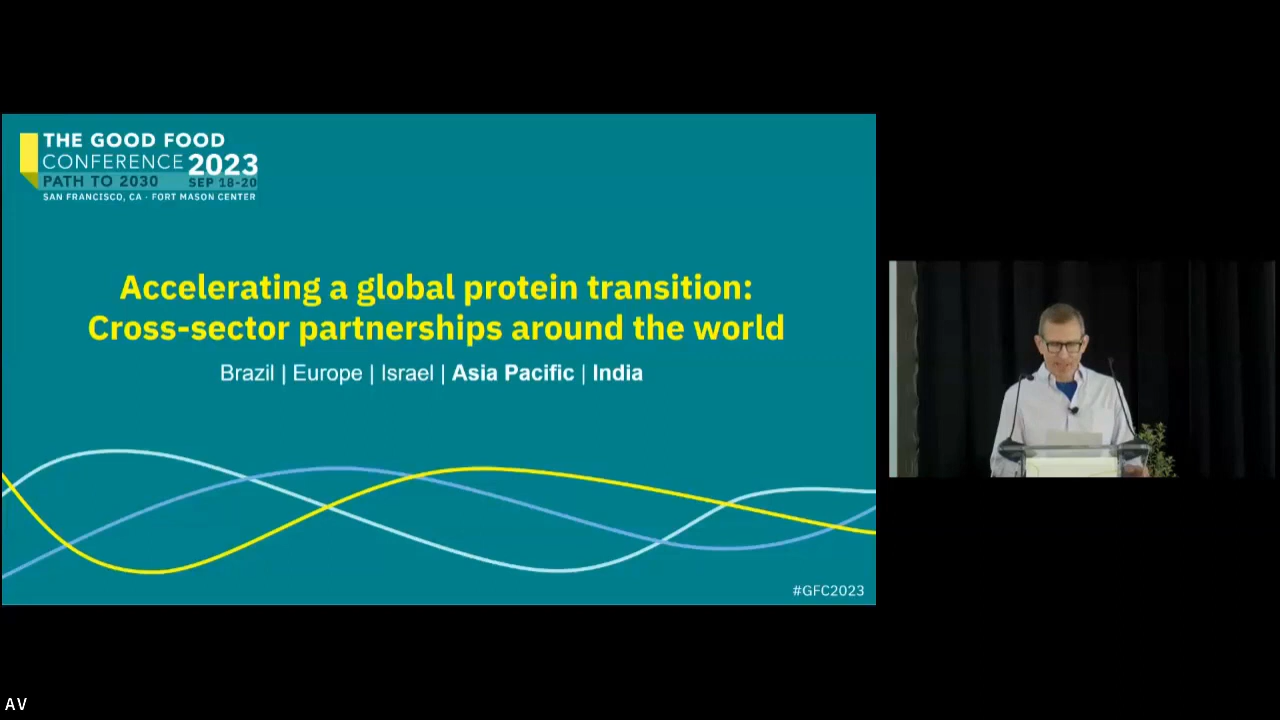 THE GOOD FOOD
CONFERENCE 2023
PATH TO 2030 SEP 18-20
SAN FRANCISCO, CA · FORT MASON CENTER
Accelerating a global protein transition:
Cross-sector partnerships around the world
Brazil | Europe | Israel | Asia Pacific | India
#GFC2023
AV